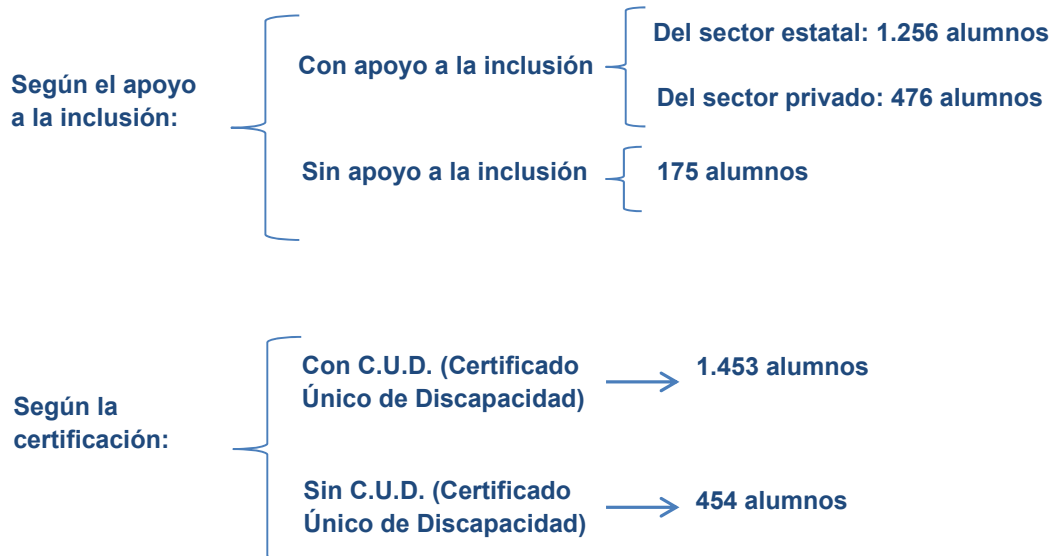 Según el apoyo
a la inclusión:
Con apoyo a la inclusión
Del sector estatal: 1.256 alumnos
Del sector privado: 476 alumnos
Sin apoyo a la inclusión
175 alumnos
Según la
certificación:
Con C.U.D. (Certificado
Único de Discapacidad)
1.453 alumnos
Sin C.U.D. (Certificado
Único de Discapacidad)
454 alumnos